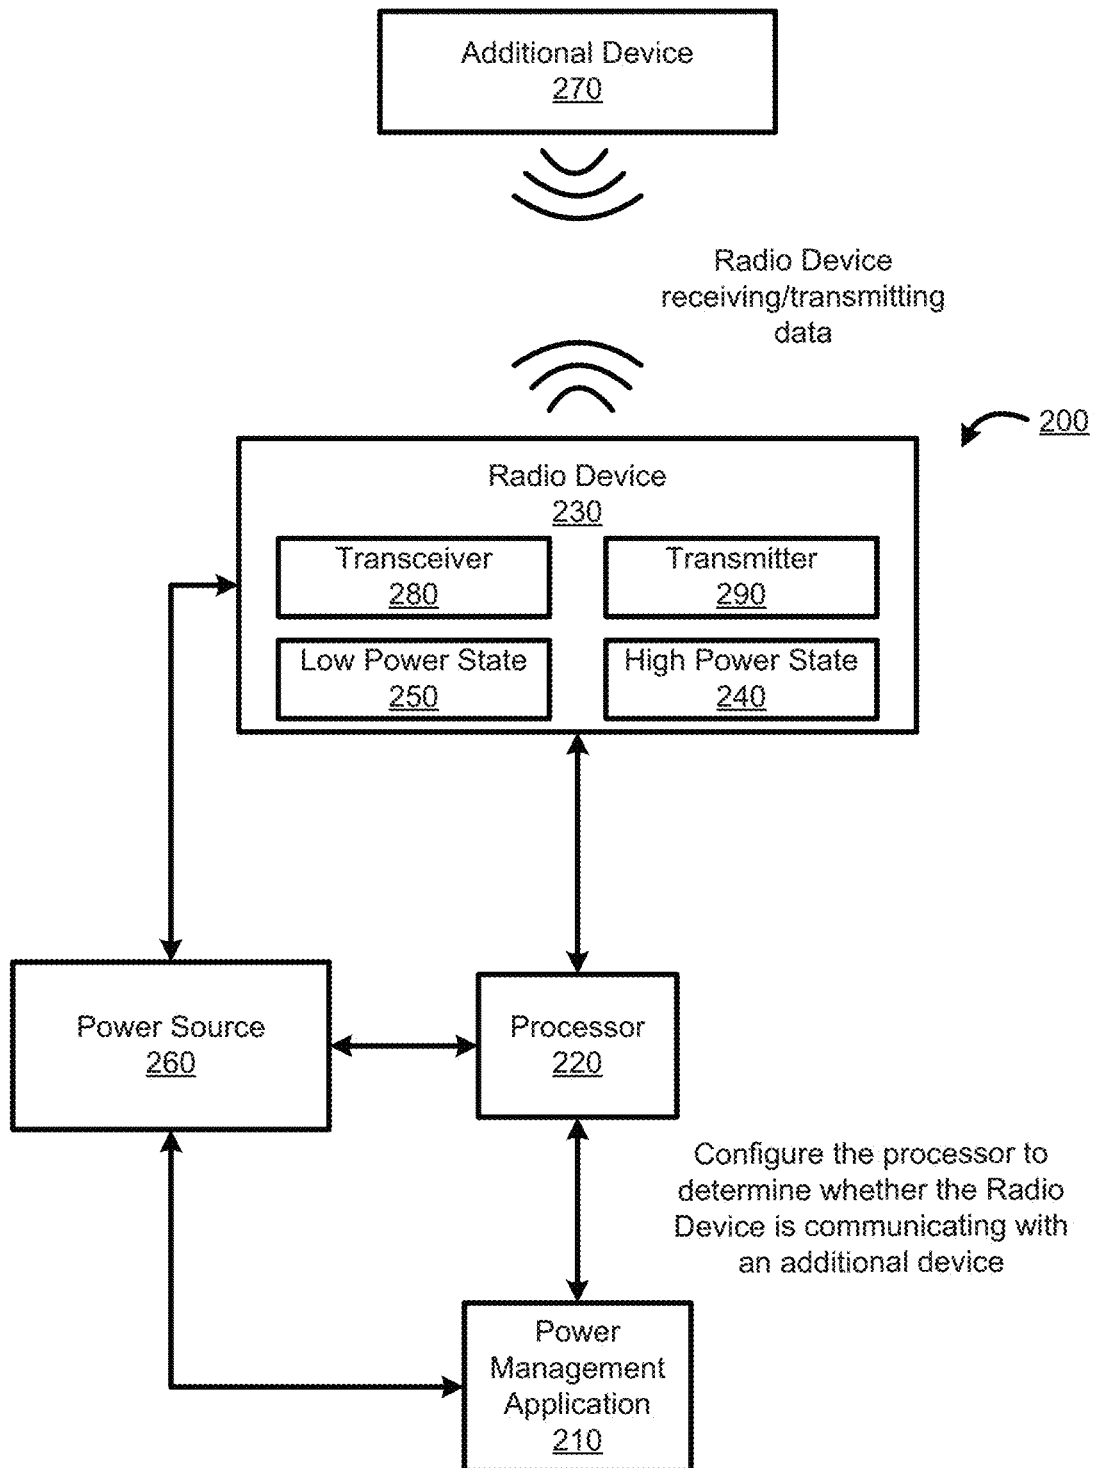 Additional Device
270
Radio Device
receiving/transmitting
data
200
Radio Device
230
Transceiver
280
Transmitter
290
Low Power State
250
High Power State
240
Power Source
260
Processor
220
Configure the processor to
determine whether the Radio
Device is communicating with
an additional device
Power
Management
Application
210